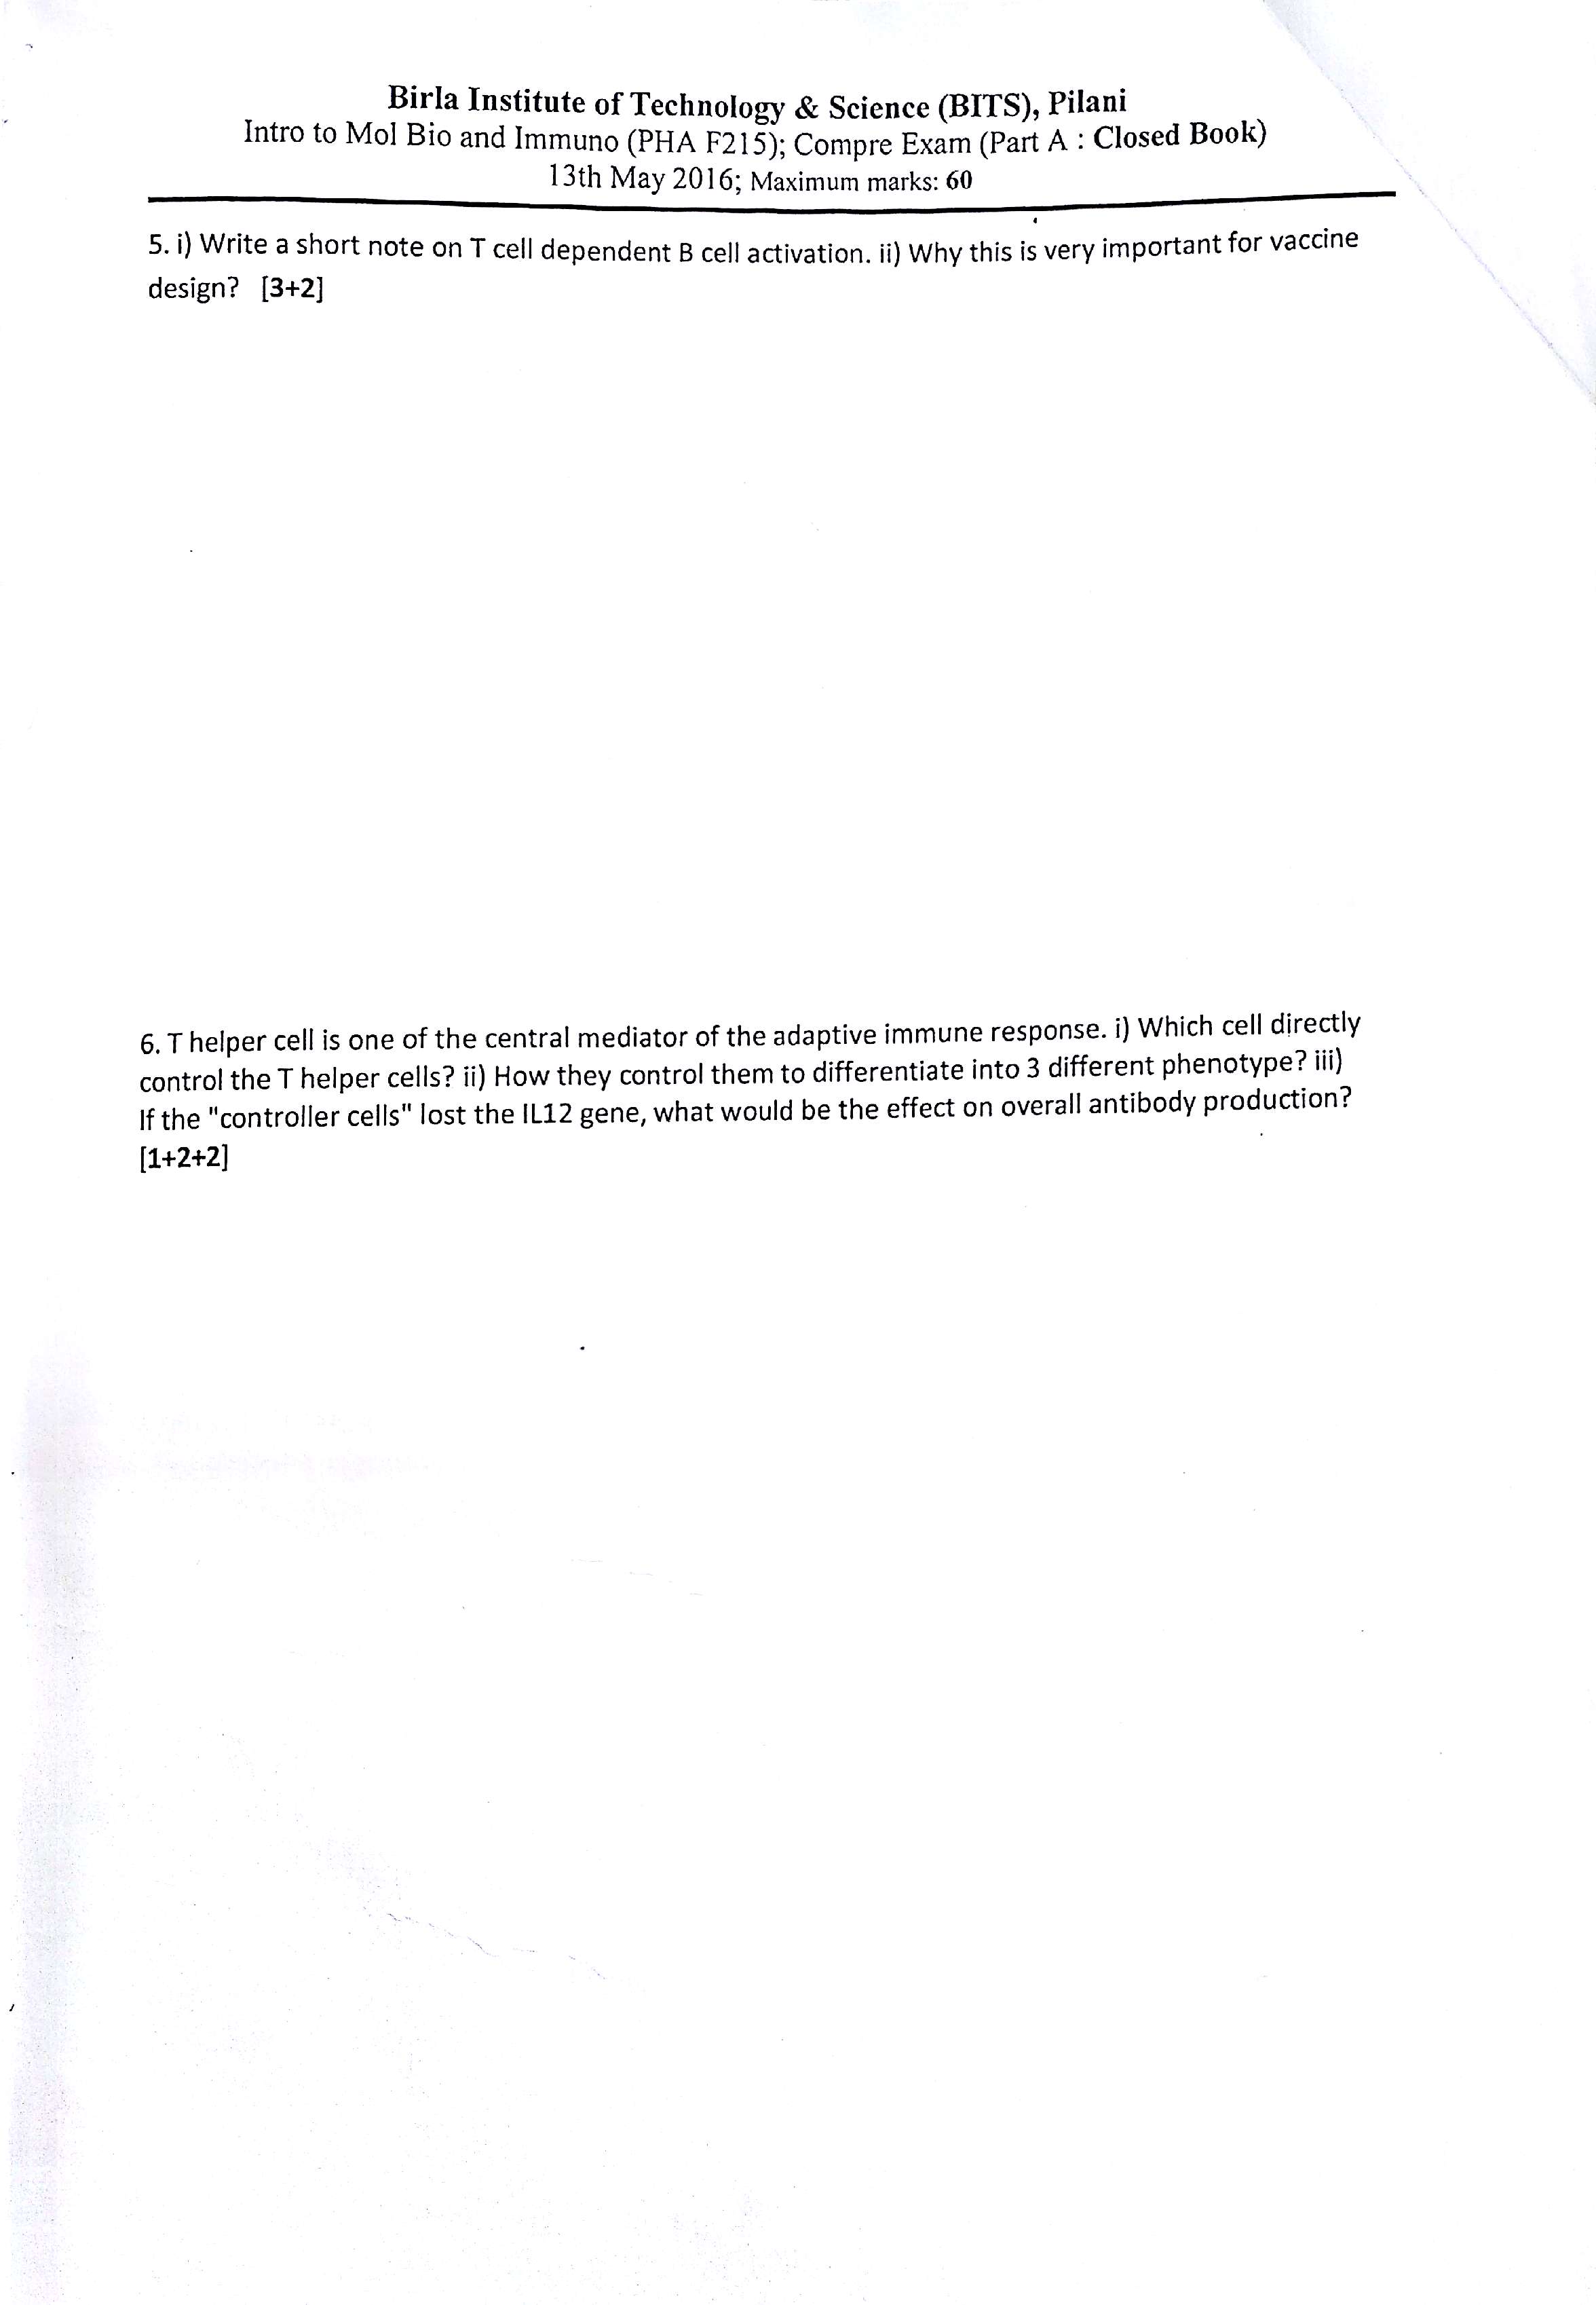 Birla Institute of Technology & Science (BITS), Pilani
Intro to Mol Bio and Immuno (PHA F215); Compre Exam (Part A : Closed Book)
13th May 2016; Maximum marks: 60
5. i) Write a short note on T cell dependent B cell activation. ii) Why this is very important for vaccine
design? [3+2]
6. T helper cell is one of the central mediator of the adaptive immune response. i) Which cell directly
control the T helper cells? ii) How they control them to differentiate into 3 different phenotype? iii)
If the "controller cells" lost the IL12 gene, what would be the effect on overall antibody production?
[1+2+2]